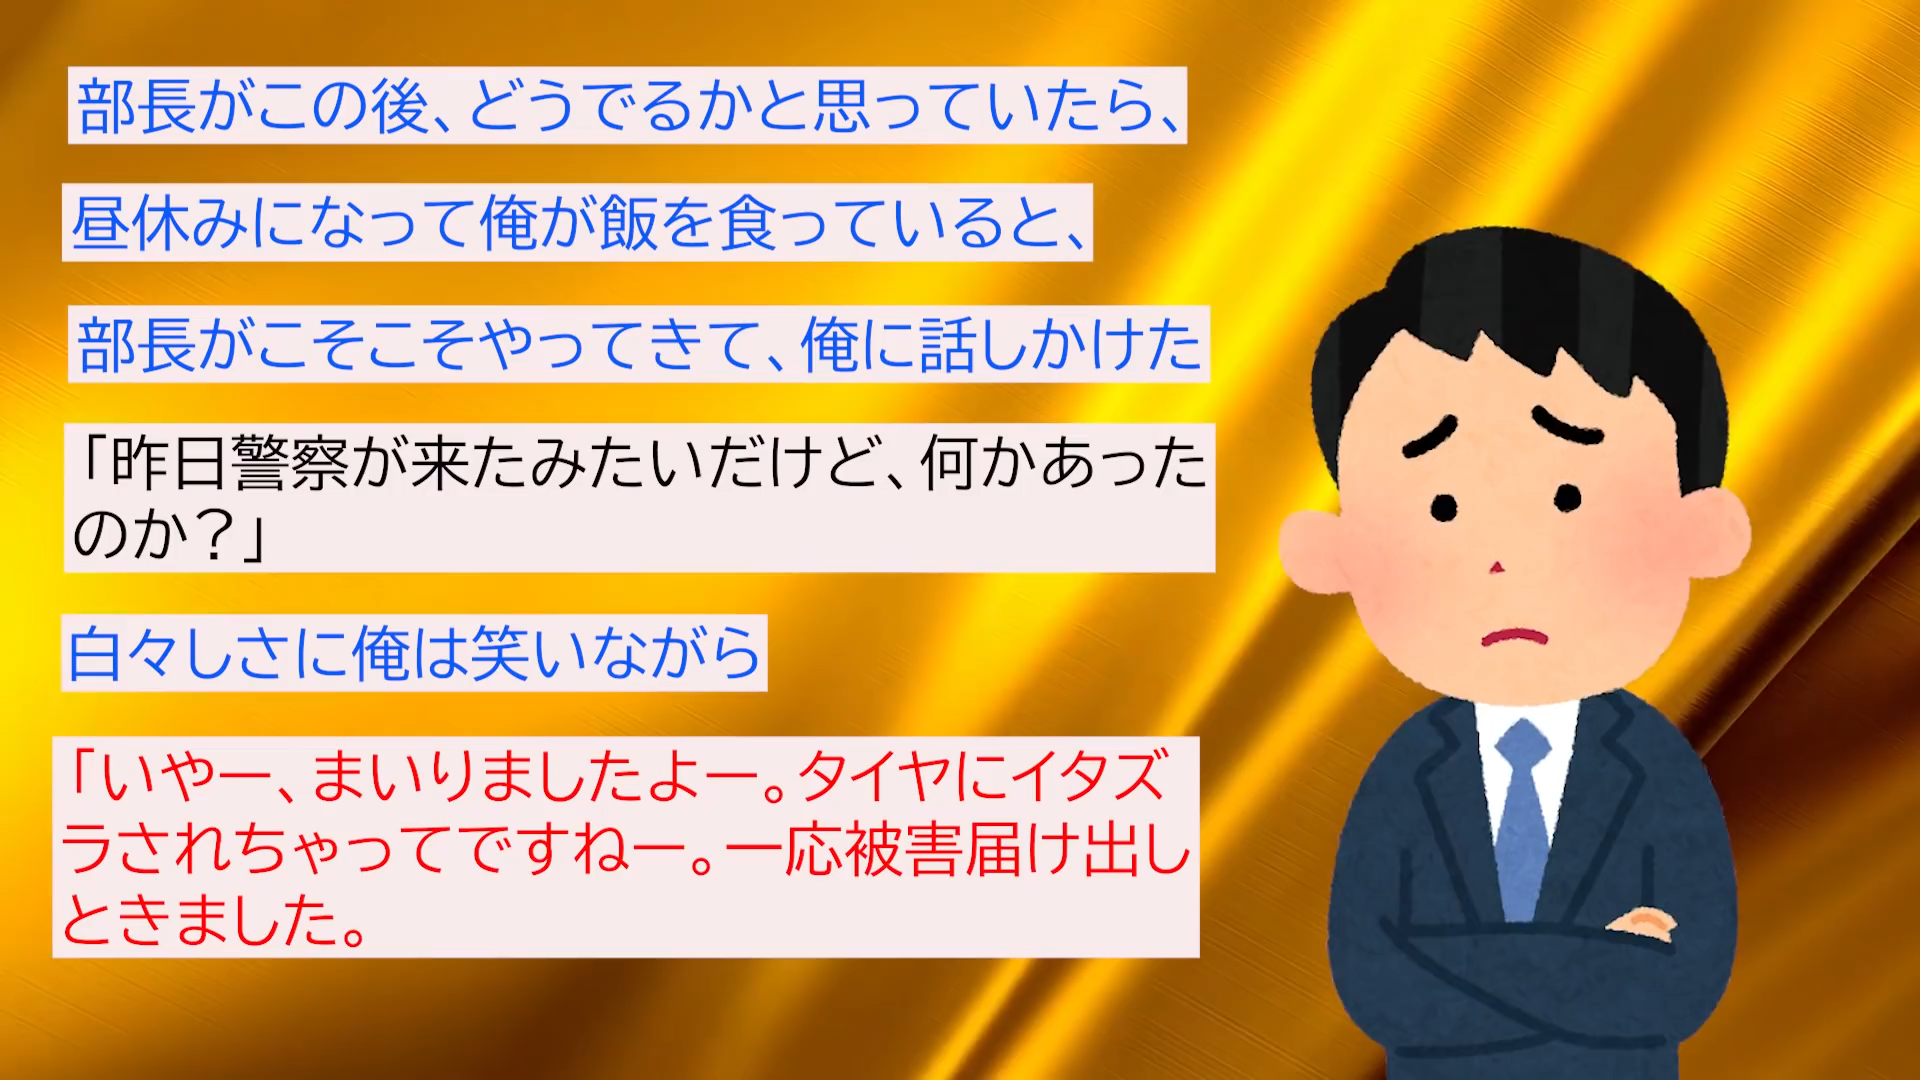 部長がこの後、どうでるかと思っていたら、
昼休みになって俺が飯を食っていると、
部長がこそこそやってきて、俺に話しかけた
「昨日警察が来たみたいだけど、何かあった
のか？」
白々しさに俺は笑いながら
「いやー、まいりましたよー。タイヤにイタズ
ラされちゃってですねー。一応被害届け出し
ときました。